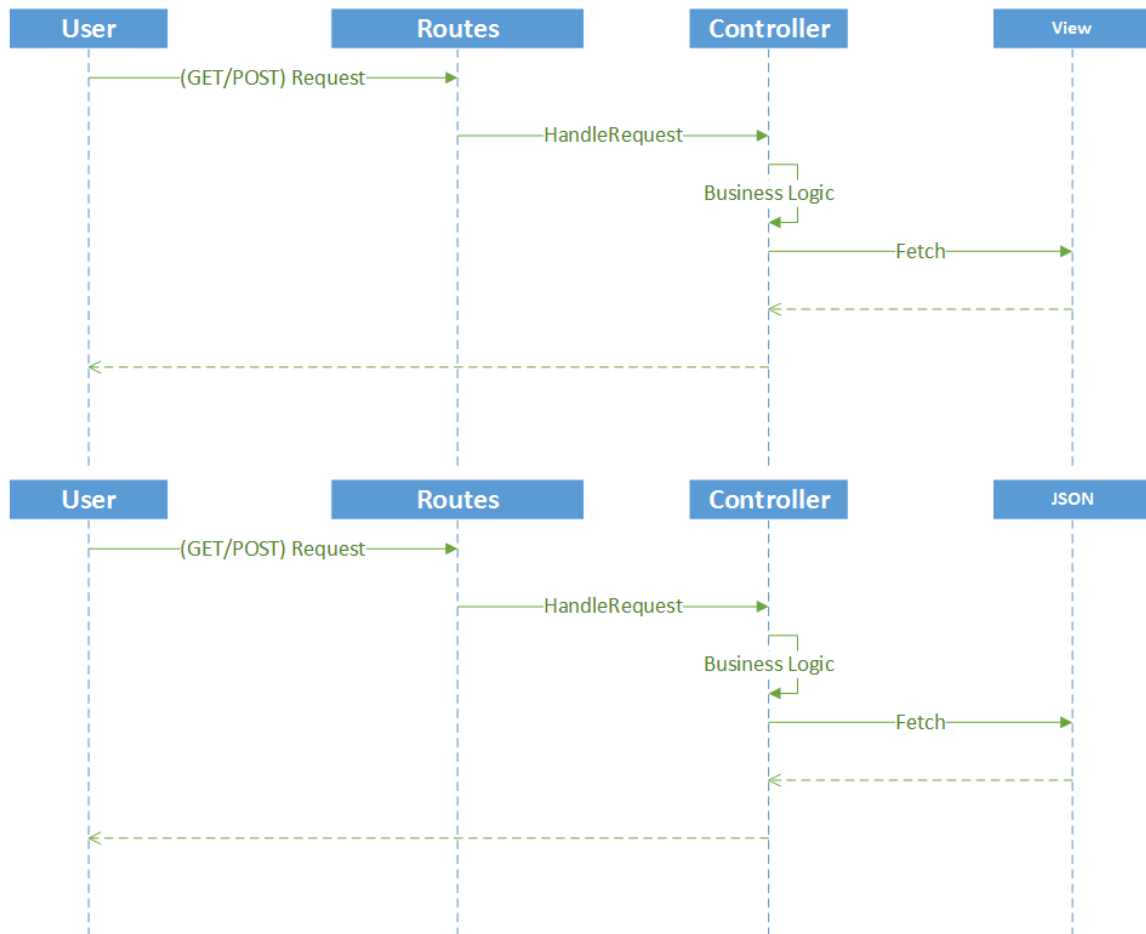 User Routes Controller View
(GET/POST) Request
HandleRequest
Business Logic
Fetch
User Routes Controller JSON
(GET/POST) Request
HandleRequest
Business Logic
Fetch